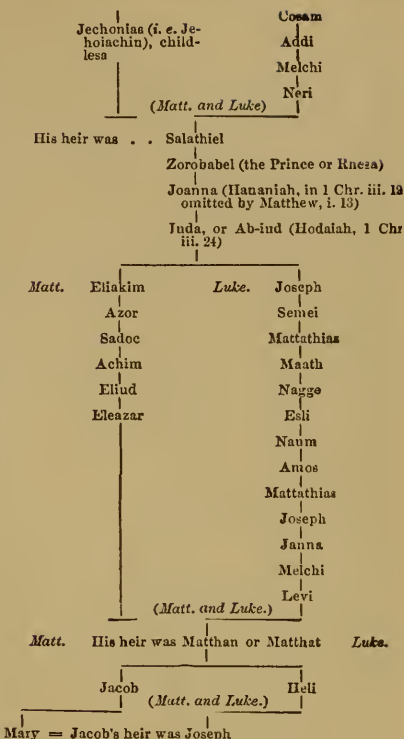 Jechonias (i. e. Je-
hoiachin), child-
less
Cosam
Addi
Melchi
Neri
(Matt. and Luke)
His heir was . . Salathiel
Zorobabel (the Prince or Rhesa)
Joanna (Hananiah, in 1 Chr. iii. 19
omitted by Matthew, i. 13)
Juda, or Ab-iud (Hodaiah, 1 Chr
iii. 24)
Matt. Eliakim
Azor
Sadoc
Achim
Eliud
Eleazar
Luke. Joseph
Semei
Mattathias
Maath
Nagge
Esli
Naum
Amos
Mattathias
Joseph
Janna
Melchi
Levi
(Matt. and Luke.)
Matt. His heir was Matthan or Matthat Luke.
Jacob Heli
(Matt. and Luke.)
Mary = Jacob's heir was Joseph